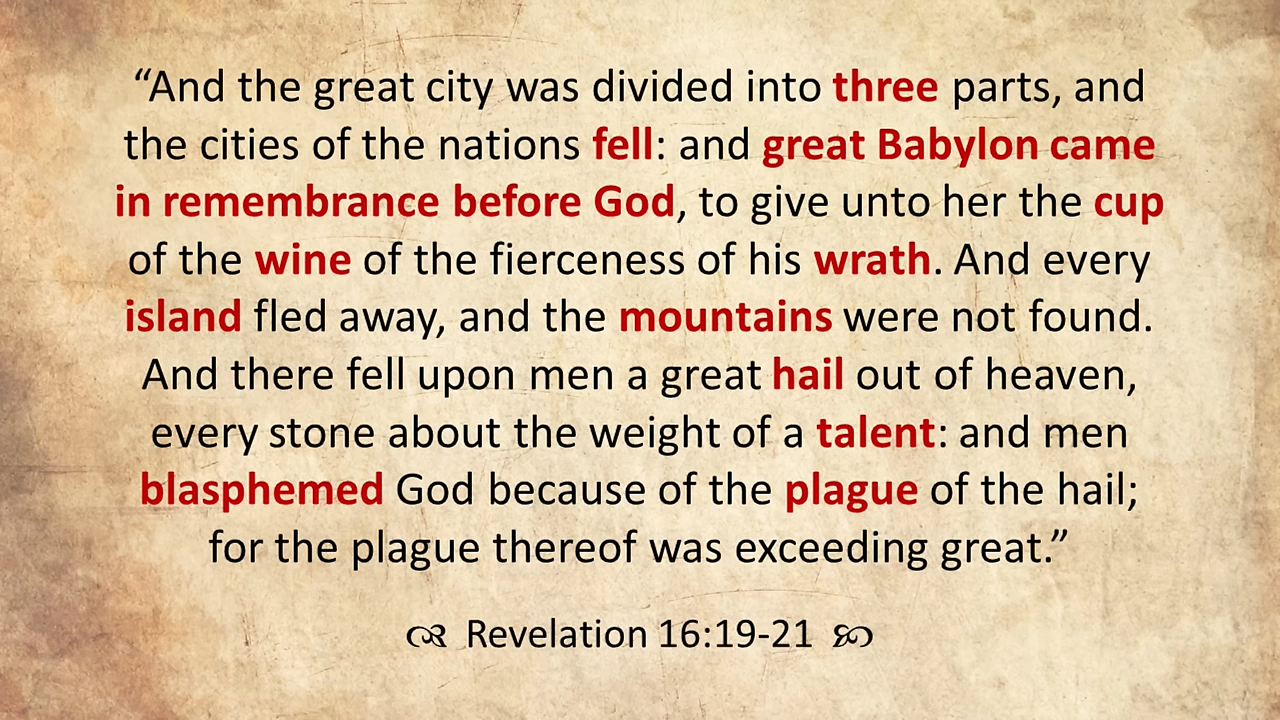 “And the great city was divided into three parts, and
the cities of the nations fell: and great Babylon came
in remembrance before God, to give unto her the cup
of the wine of the fierceness of his wrath. And every
island fled away, and the mountains were not found.
And there fell upon men a great hail out of heaven,
every stone about the weight of a talent: and men
blasphemed God because of the plague of the hail;
for the plague thereof was exceeding great.”
Revelation 16:19-21